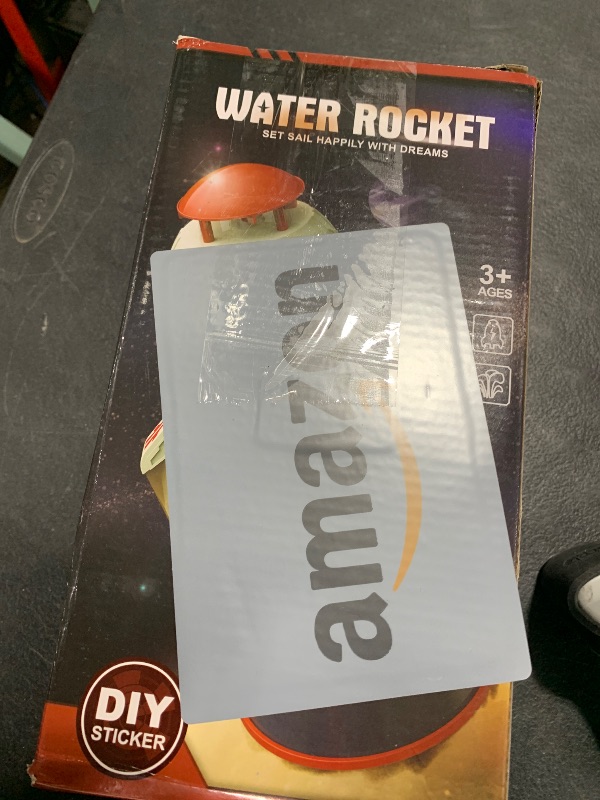 WATER ROCKET
SET SAIL HAPPILY WITH DREAMS
3+
AGES
amazon
DIY
STICKER